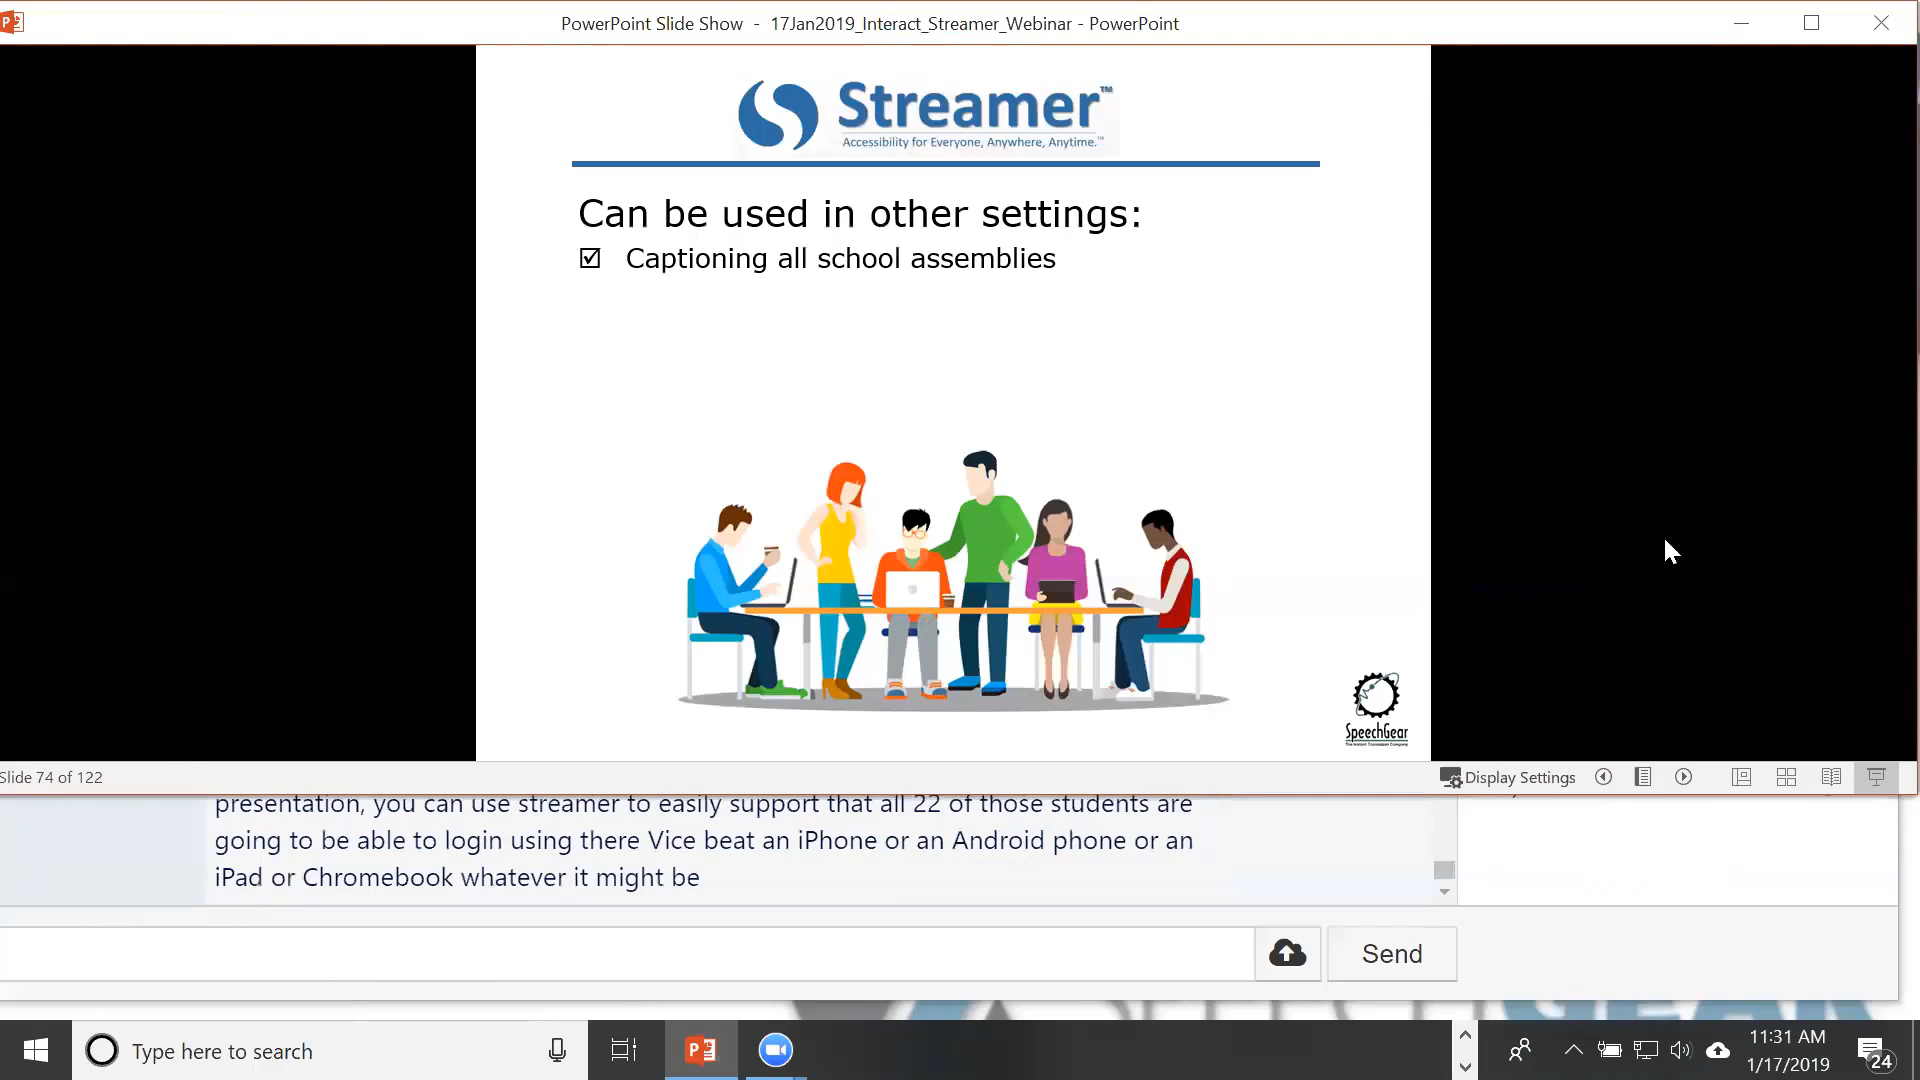 PowerPoint Slide Show - 17Jan2019_Interact_Streamer_Webinar - PowerPoint
Streamer™
Accessibility for Everyone, Anywhere, Anytime.™
Can be used in other settings:
☑ Captioning all school assemblies
SpeechGear
The Instant Translation Company
Slide 74 of 122
Display Settings
presentation, you can use streamer to easily support that all 22 of those students are
going to be able to login using there Vice beat an iPhone or an Android phone or an
iPad or Chromebook whatever it might be
Send
Type here to search
11:31 AM
1/17/2019
24